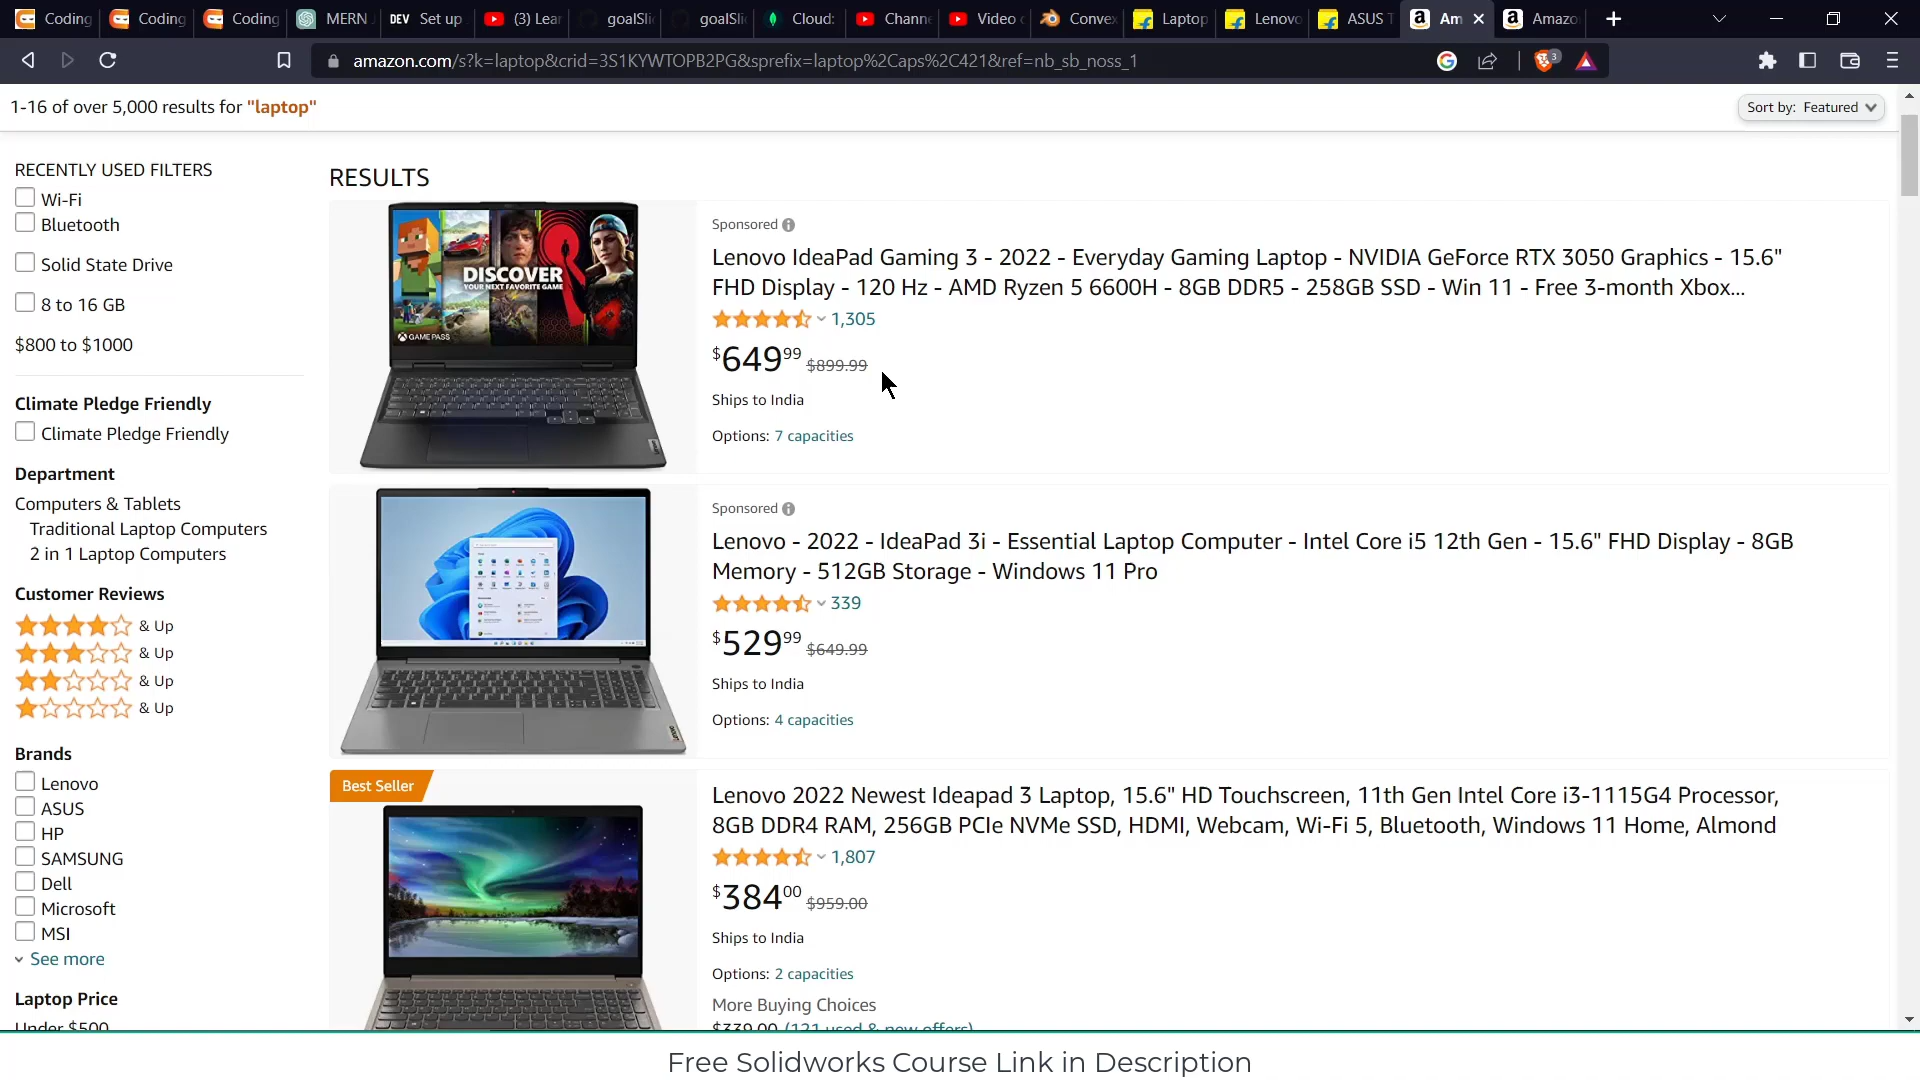 Coding
Coding
Coding
MERN
DEV Set up
(3) Lear
goalSli
goalSli
Cloud:
Chann
Video
Convex
Laptop
Lenovo
ASUS T
Am
Amazo
amazon.com/s?k=laptop&crid=3S1KYWTOPB2PG&sprefix=laptop%2Caps%2C421&ref=nb_sb_noss_1
3
1-16 of over 5,000 results for "laptop"
Sort by: Featured
RECENTLY USED FILTERS
Wi-Fi
Bluetooth
Solid State Drive
8 to 16 GB
$800 to $1000
Climate Pledge Friendly
Climate Pledge Friendly
Department
Computers & Tablets
Traditional Laptop Computers
2 in 1 Laptop Computers
Customer Reviews
& Up
& Up
& Up
& Up
Brands
Lenovo
ASUS
HP
SAMSUNG
Dell
Microsoft
MSI
See more
Laptop Price
Under $500
RESULTS
DISCOVER
YOUR NEXT FAVORITE GAME
GAME PASS
Sponsored
Lenovo IdeaPad Gaming 3 - 2022 - Everyday Gaming Laptop - NVIDIA GeForce RTX 3050 Graphics - 15.6"
FHD Display - 120 Hz - AMD Ryzen 5 6600H - 8GB DDR5 - 258GB SSD - Win 11 - Free 3-month Xbox...
1,305
$649.99 $899.99
Ships to India
Options: 7 capacities
Sponsored
Lenovo - 2022 - IdeaPad 3i - Essential Laptop Computer - Intel Core i5 12th Gen - 15.6" FHD Display - 8GB
Memory - 512GB Storage - Windows 11 Pro
339
$529.99 $649.99
Ships to India
Options: 4 capacities
Best Seller
Lenovo 2022 Newest Ideapad 3 Laptop, 15.6" HD Touchscreen, 11th Gen Intel Core i3-1115G4 Processor,
8GB DDR4 RAM, 256GB PCIe NVMe SSD, HDMI, Webcam, Wi-Fi 5, Bluetooth, Windows 11 Home, Almond
1,807
$384.00 $959.00
Ships to India
Options: 2 capacities
More Buying Choices
$339.00 (121 used & new offers)
Free Solidworks Course Link in Description